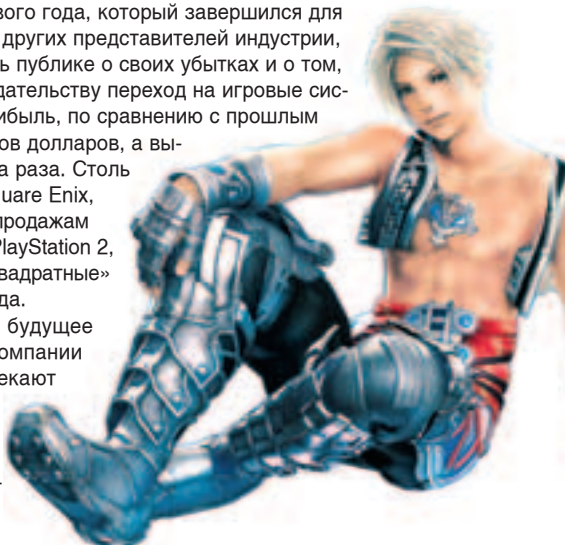 вого года, который завершился для
других представителей индустрии,
ь публике о своих убытках и о том,
дательству переход на игровые сис-
ибыль, по сравнению с прошлым
ов долларов, а вы-
а раза. Столь
uare Enix,
продажам
PlayStation 2,
вадратные»
да.
будущее
омпании
екают